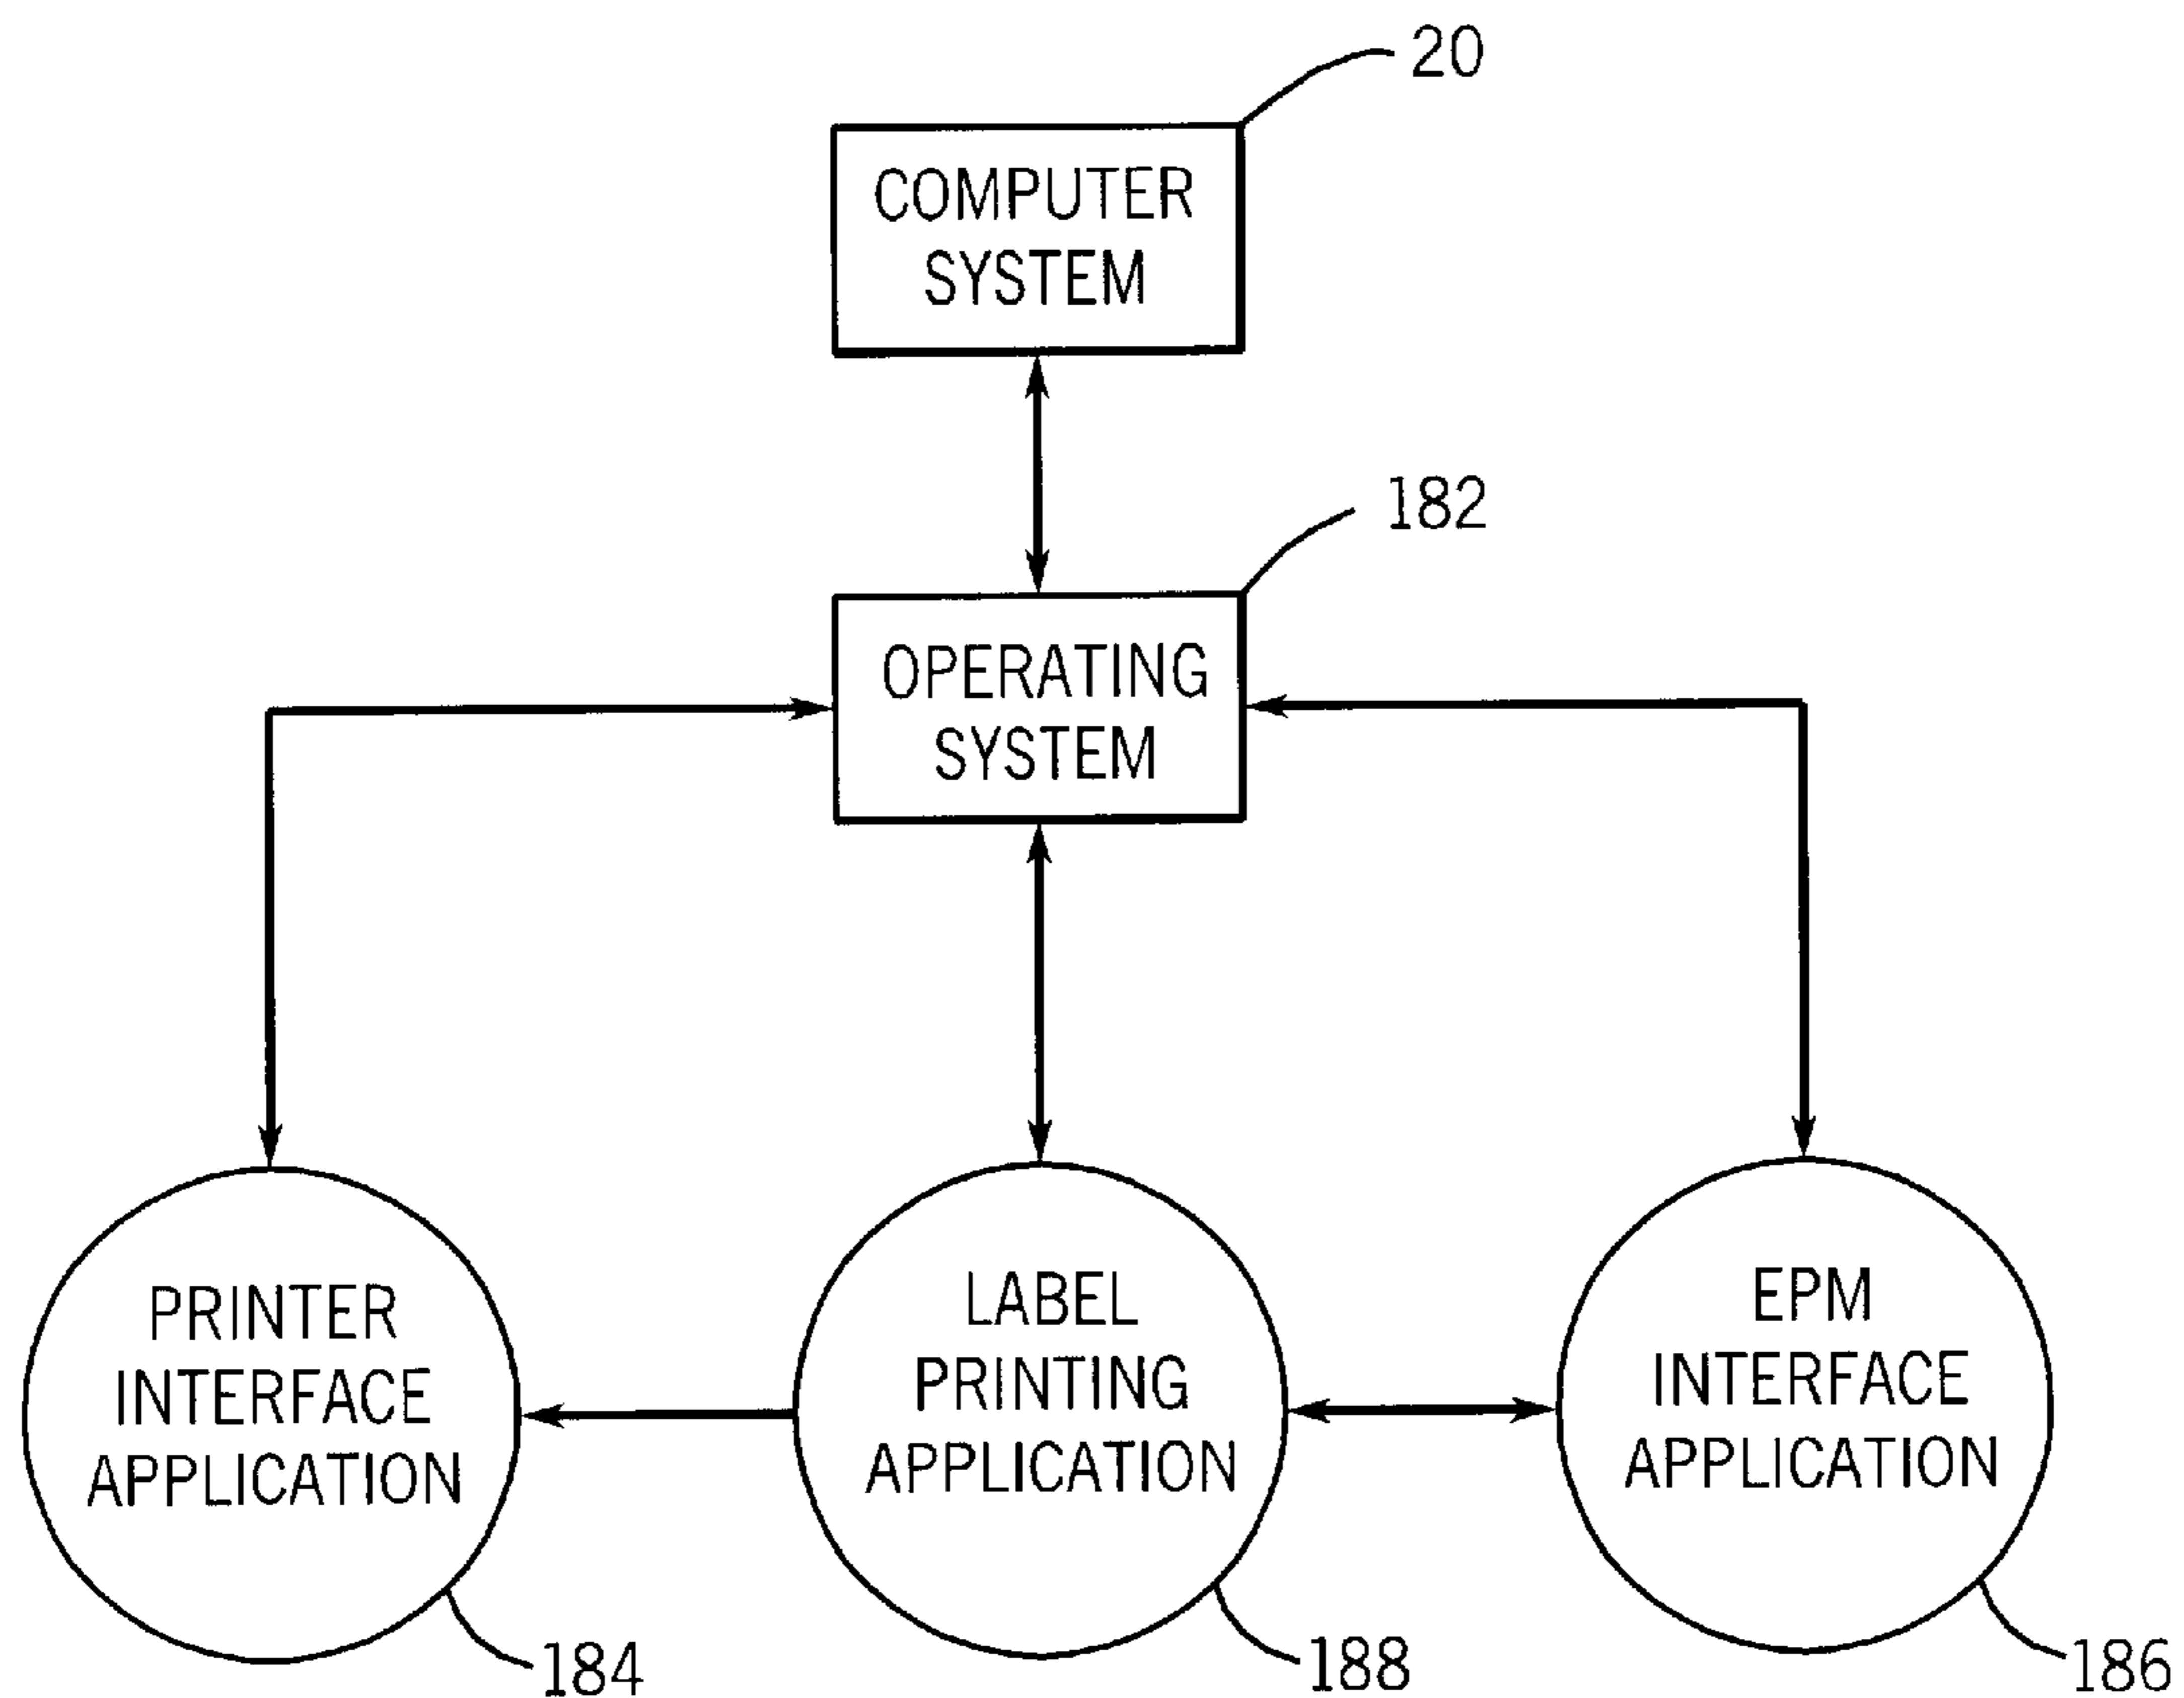 20
COMPUTER
SYSTEM
182
OPERATING
SYSTEM
PRINTER
INTERFACE
APPLICATION
184
LABEL
PRINTING
APPLICATION
188
EPM
INTERFACE
APPLICATION
186